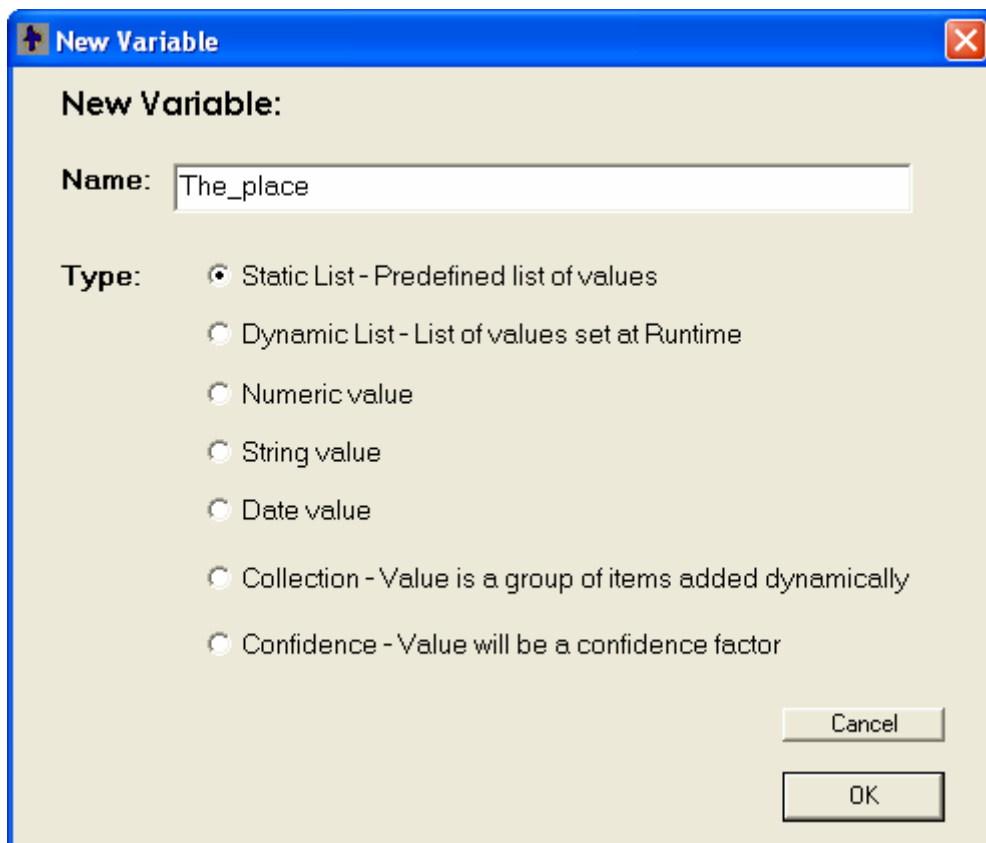 New Variable
New Variable:
Name: The_place
Type: Static List - Predefined list of values
Dynamic List - List of values set at Runtime
Numeric value
String value
Date value
Collection - Value is a group of items added dynamically
Confidence - Value will be a confidence factor
Cancel
OK